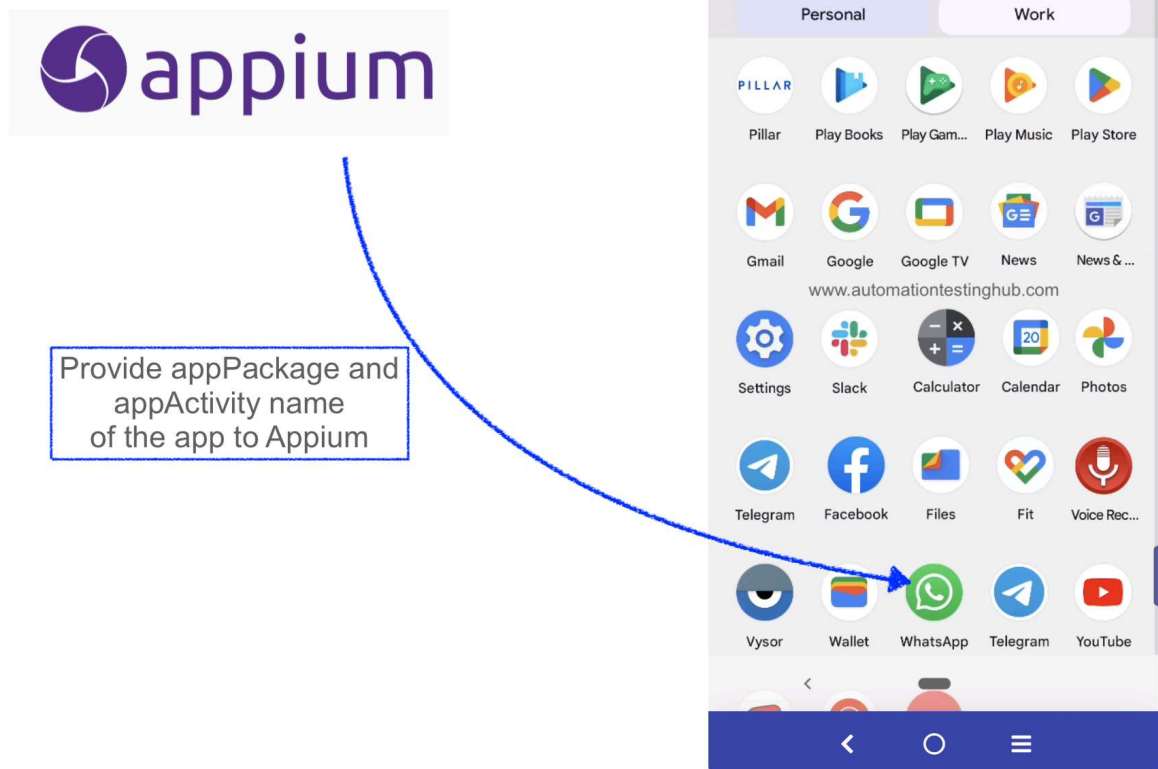 appium
Provide appPackage and
appActivity name
of the app to Appium
Personal Work
PILLAR
Pillar Play Books Play Gam... Play Music Play Store
GE G
Gmail Google Google TV News News & ...
www.automationtestinghub.com
20
Settings Slack Calculator Calendar Photos
Telegram Facebook Files Fit Voice Rec...
Vysor Wallet WhatsApp Telegram YouTube